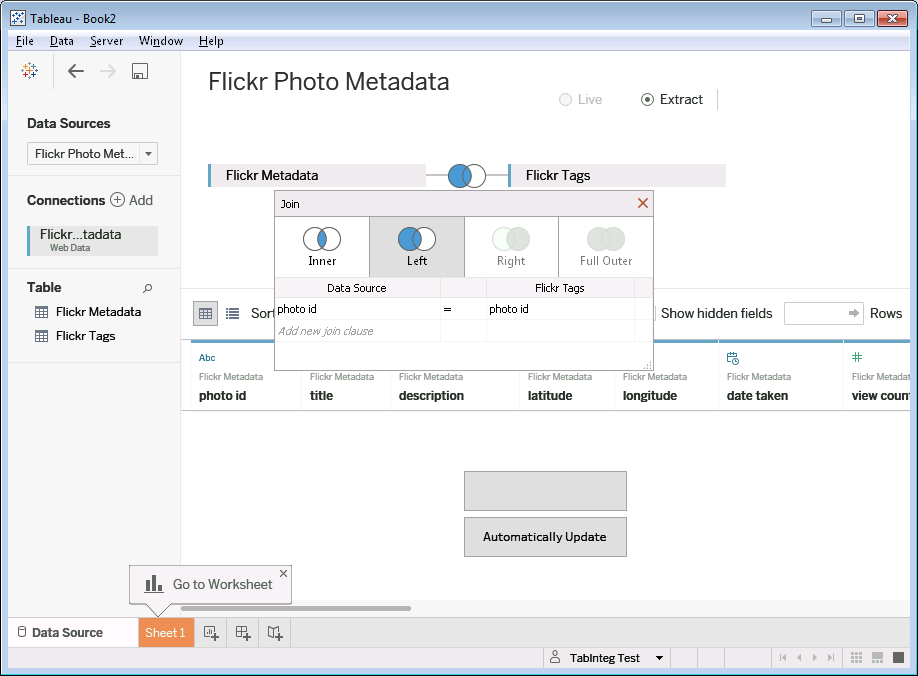 Tableau - Book2
File Data Server Window Help
Flickr Photo Metadata
Live
Extract
Data Sources
Flickr Photo Met...
Connections
Add
Flickr...tadata
Web Data
Table
Flickr Metadata
Flickr Tags
Flickr Metadata
Flickr Tags
Join
Inner
Left
Right
Full Outer
Data Source
Flickr Tags
photo id
=
photo id
Add new join clause
Show hidden fields
Rows
Abc
Flickr Metadata
photo id
Flickr Metadata
title
Flickr Metadata
description
Flickr Metadata
latitude
Flickr Metadata
longitude
Flickr Metadata
date taken
#
view count
Automatically Update
Go to Worksheet
Data Source
Sheet 1
TabInteg Test